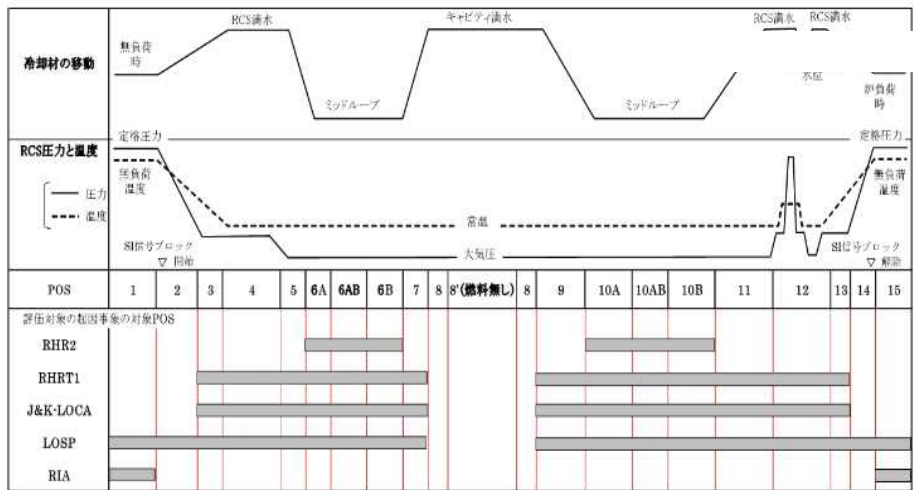 RCS満水
キャビティ満水
RCS満水 RCS満水
無負荷
時
冷却材の移動
水位
ミッドループ
ミッドループ
負荷
時
定格圧力
定格圧力
RCS圧力と温度
無負荷
温度
無負荷
温度
圧力
温度
常温
大気圧
SI信号ブロック
▽ 開始
SI信号ブロック
▽ 解除
POS 1 2 3 4 5 6A 6AB 6B 7 8 8'(燃料無し) 8 9 10A 10AB 10B 11 12 13 14 15
評価対象の起因事象の対象POS
RHR2
RHRT1
J&K-LOCA
LOSP
RIA